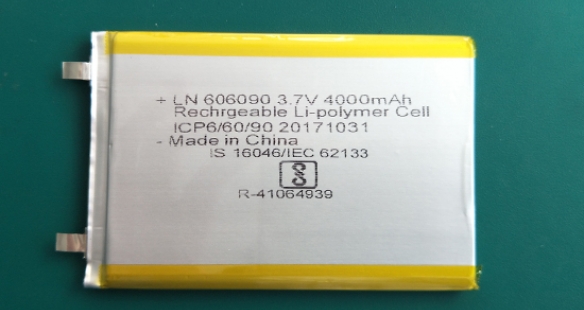 + LN 606090 3.7V 4000mAh
Rechrgeable Li-polymer Cell
ICP6/60/90 20171031
- Made in China
IS 16046/IEC 62133
R-41064939